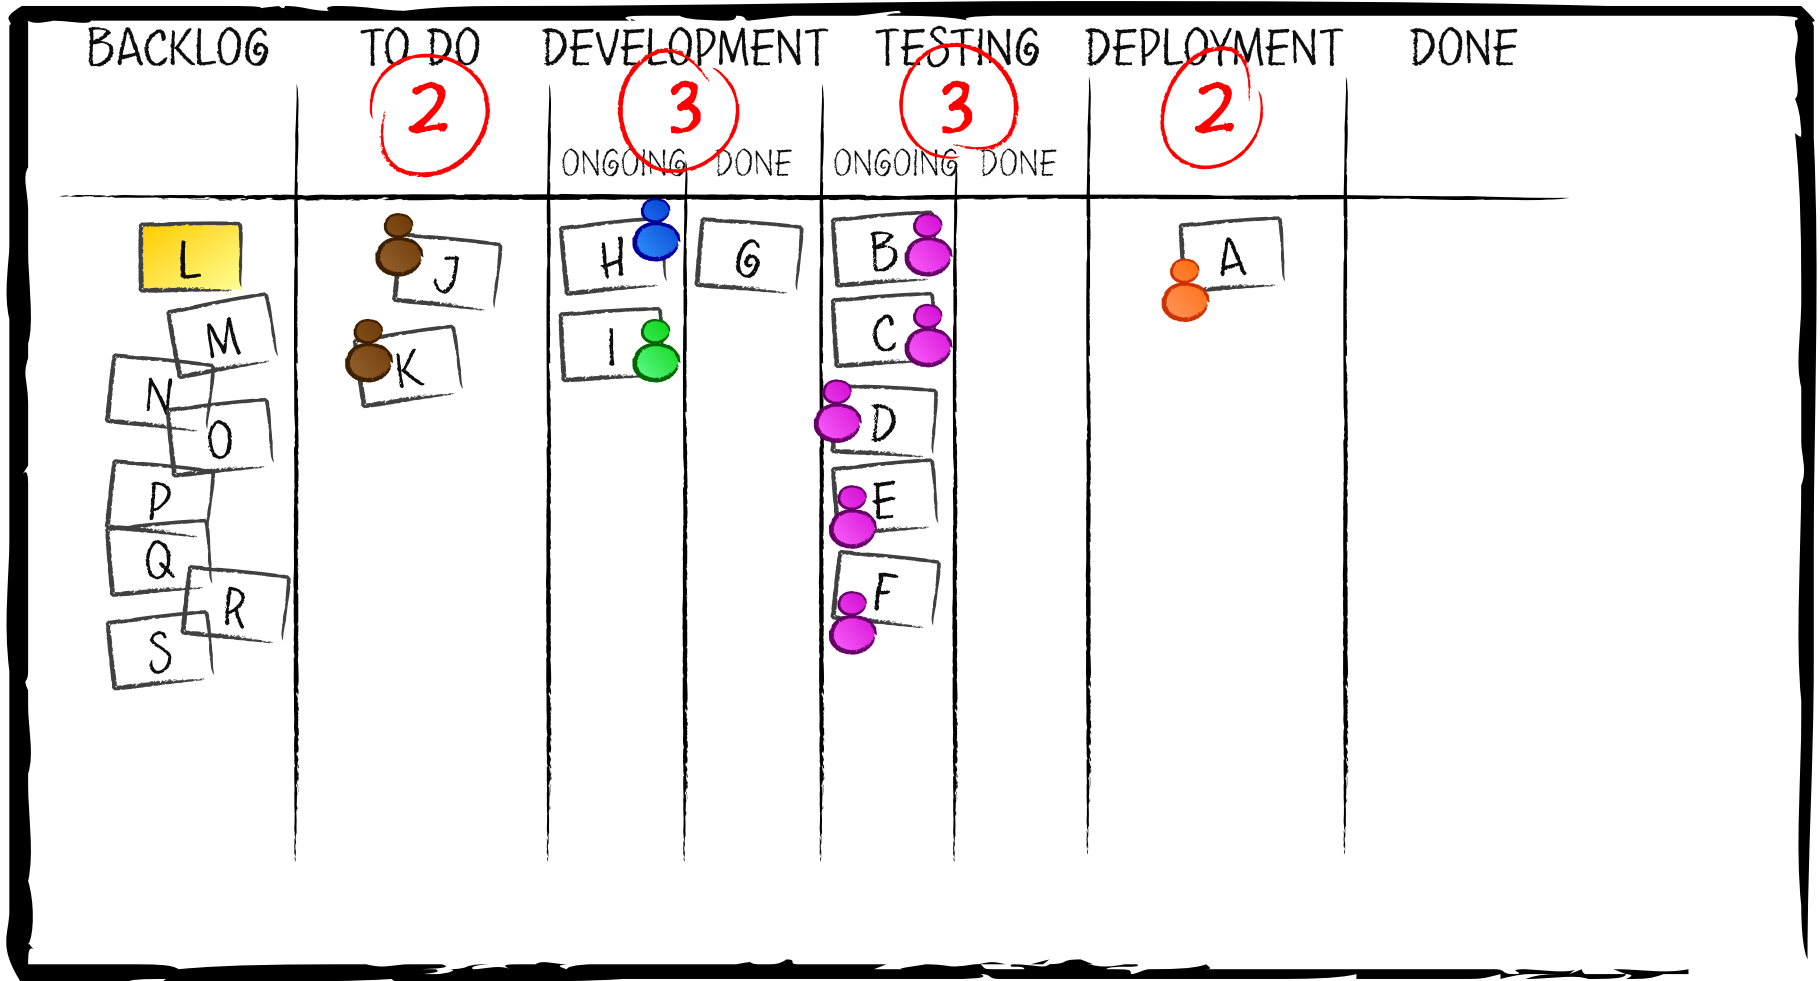 BACKLOG TO DO DEVELOPMENT TESTING DEPLOYMENT DONE
2 3 3 2
ONGOING DONE ONGOING DONE
L J H G B A
M K I C
N D
O
P E
Q F
R
S